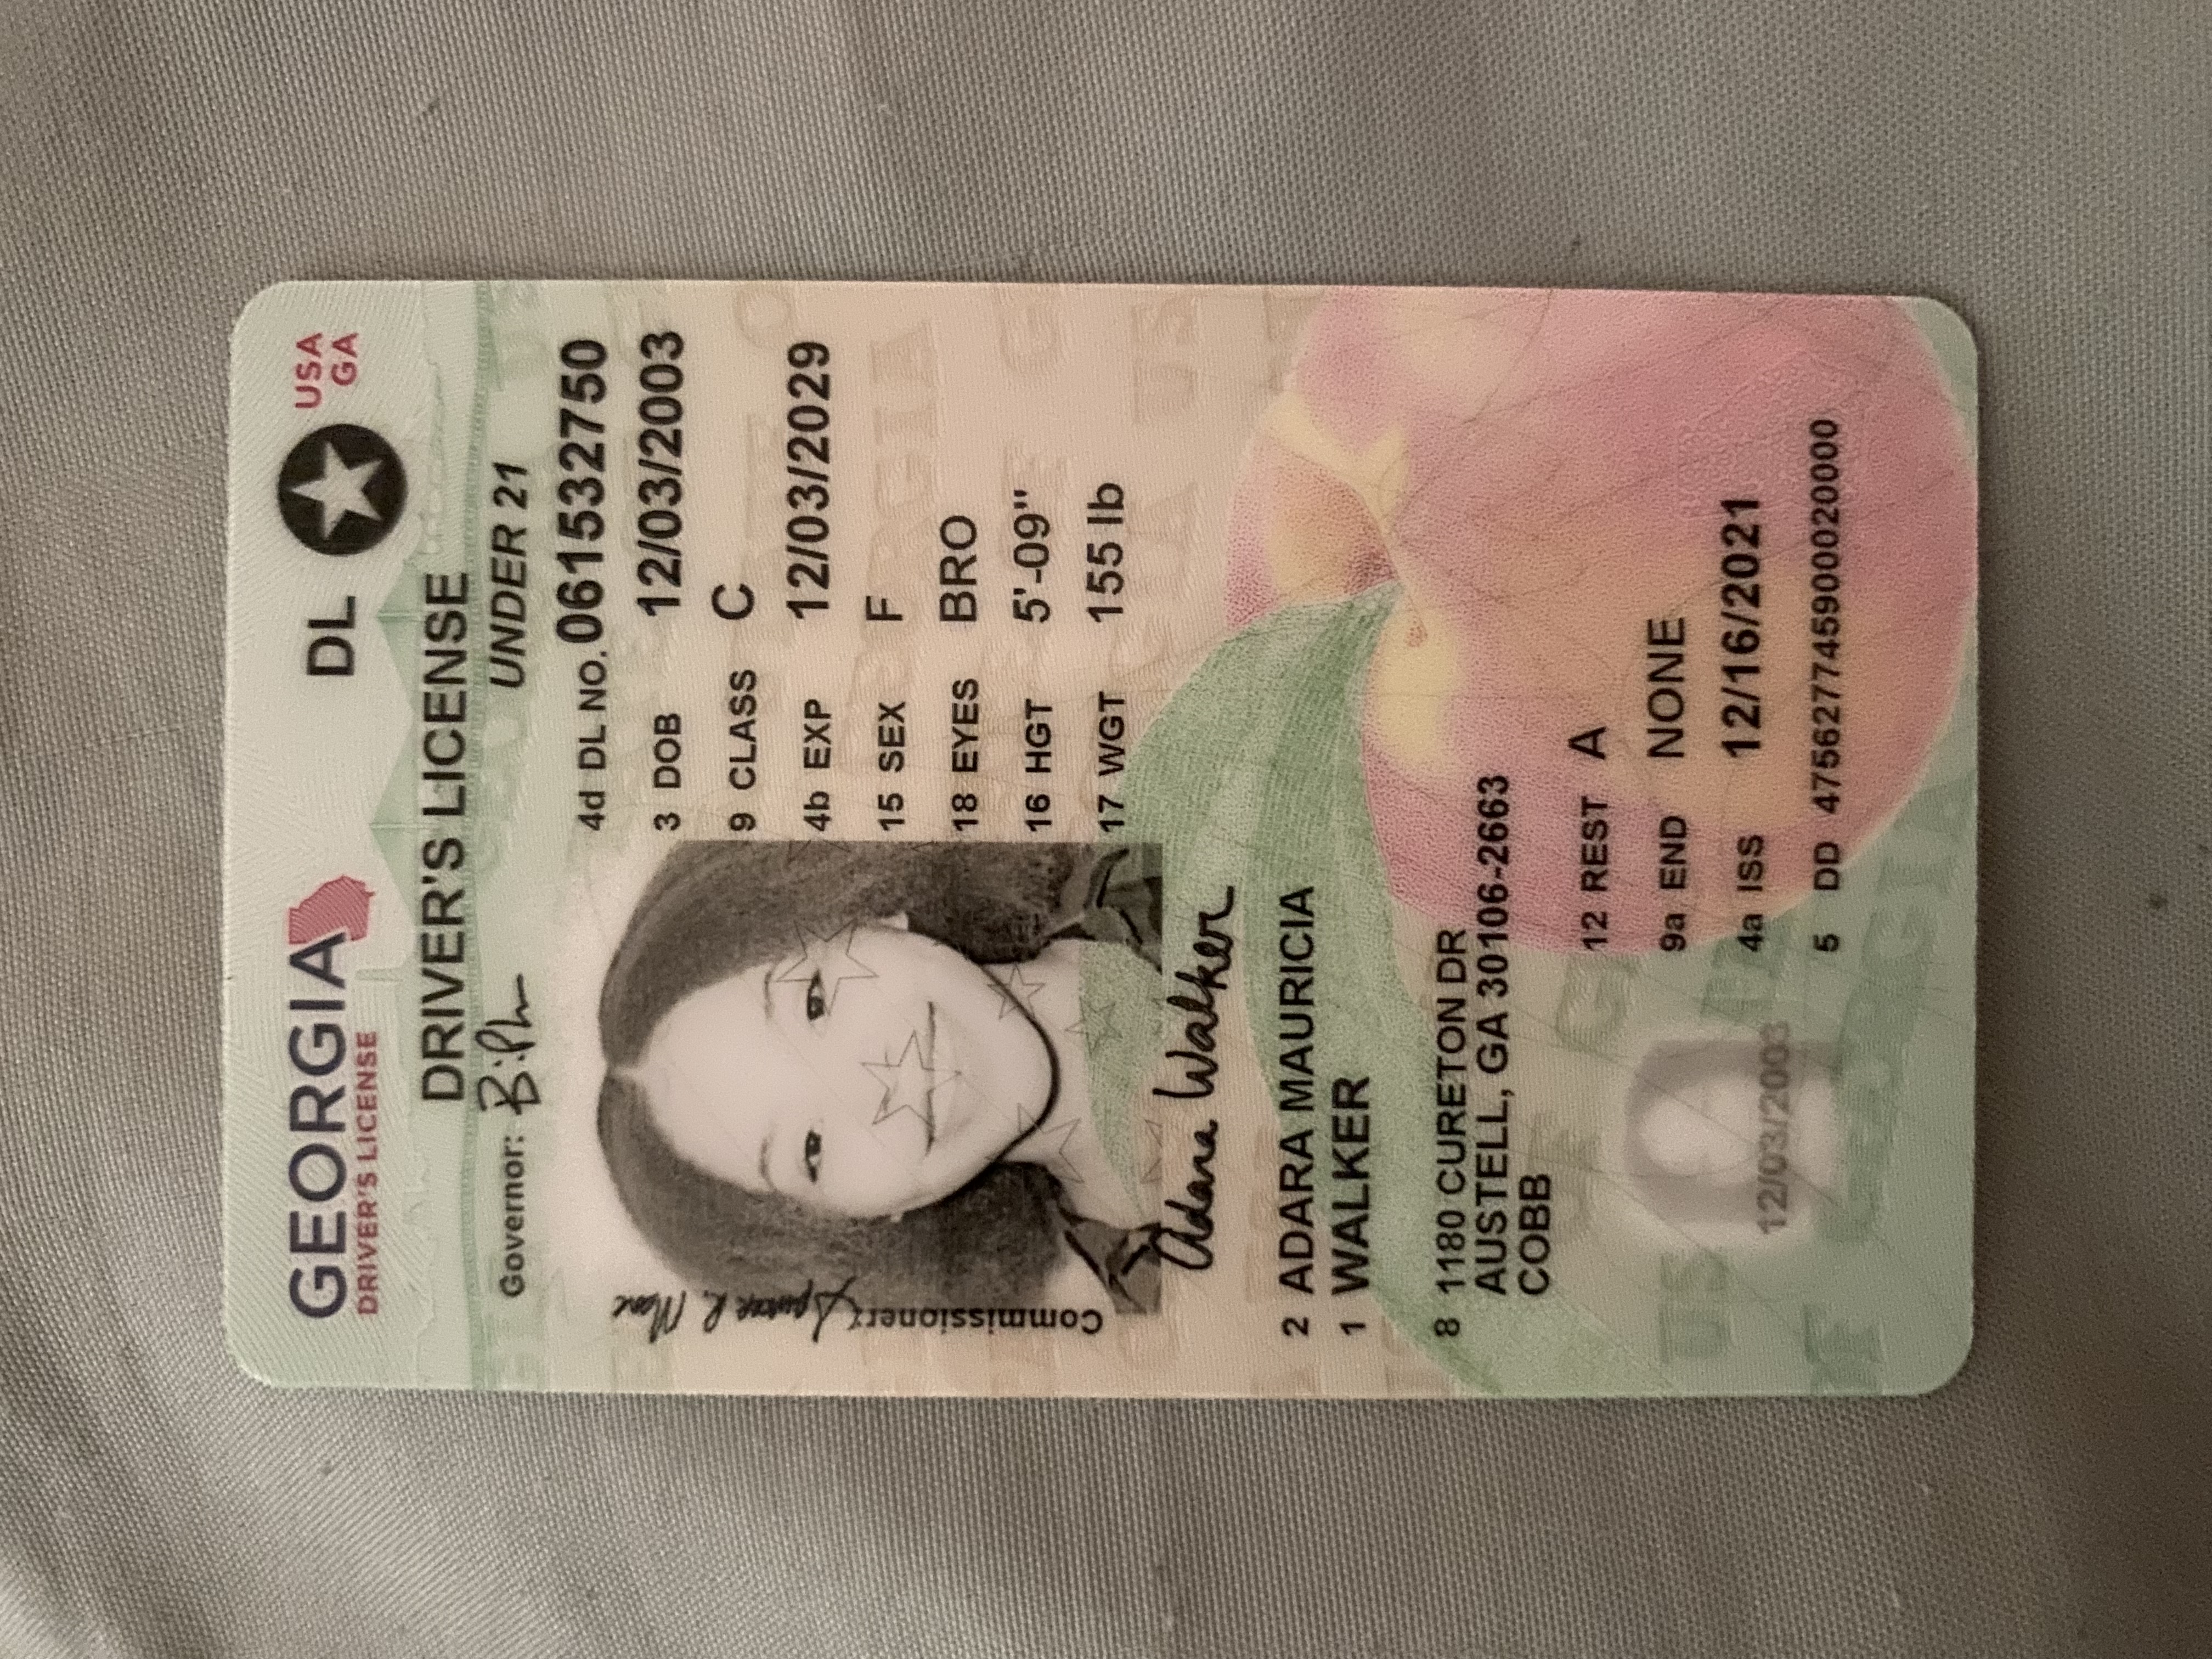 GEORGIA
DRIVER'S LICENSE
DL
USA
GA
DRIVER'S LICENSE
Governor:
UNDER 21
4d DL NO. 061532750
3 DOB 12/03/2003
9 CLASS C
4b EXP 12/03/2029
15 SEX F
18 EYES BRO
16 HGT 5'-09"
17 WGT 155 lb
Commissioner:
Adara Walker
2 ADARA MAURICIA
1 WALKER
8 1180 CURETON DR
AUSTELL, GA 30106-2663
COBB
12 REST A
9a END NONE
4a ISS 12/16/2021
5 DD 475627745900020000
12/03/2003